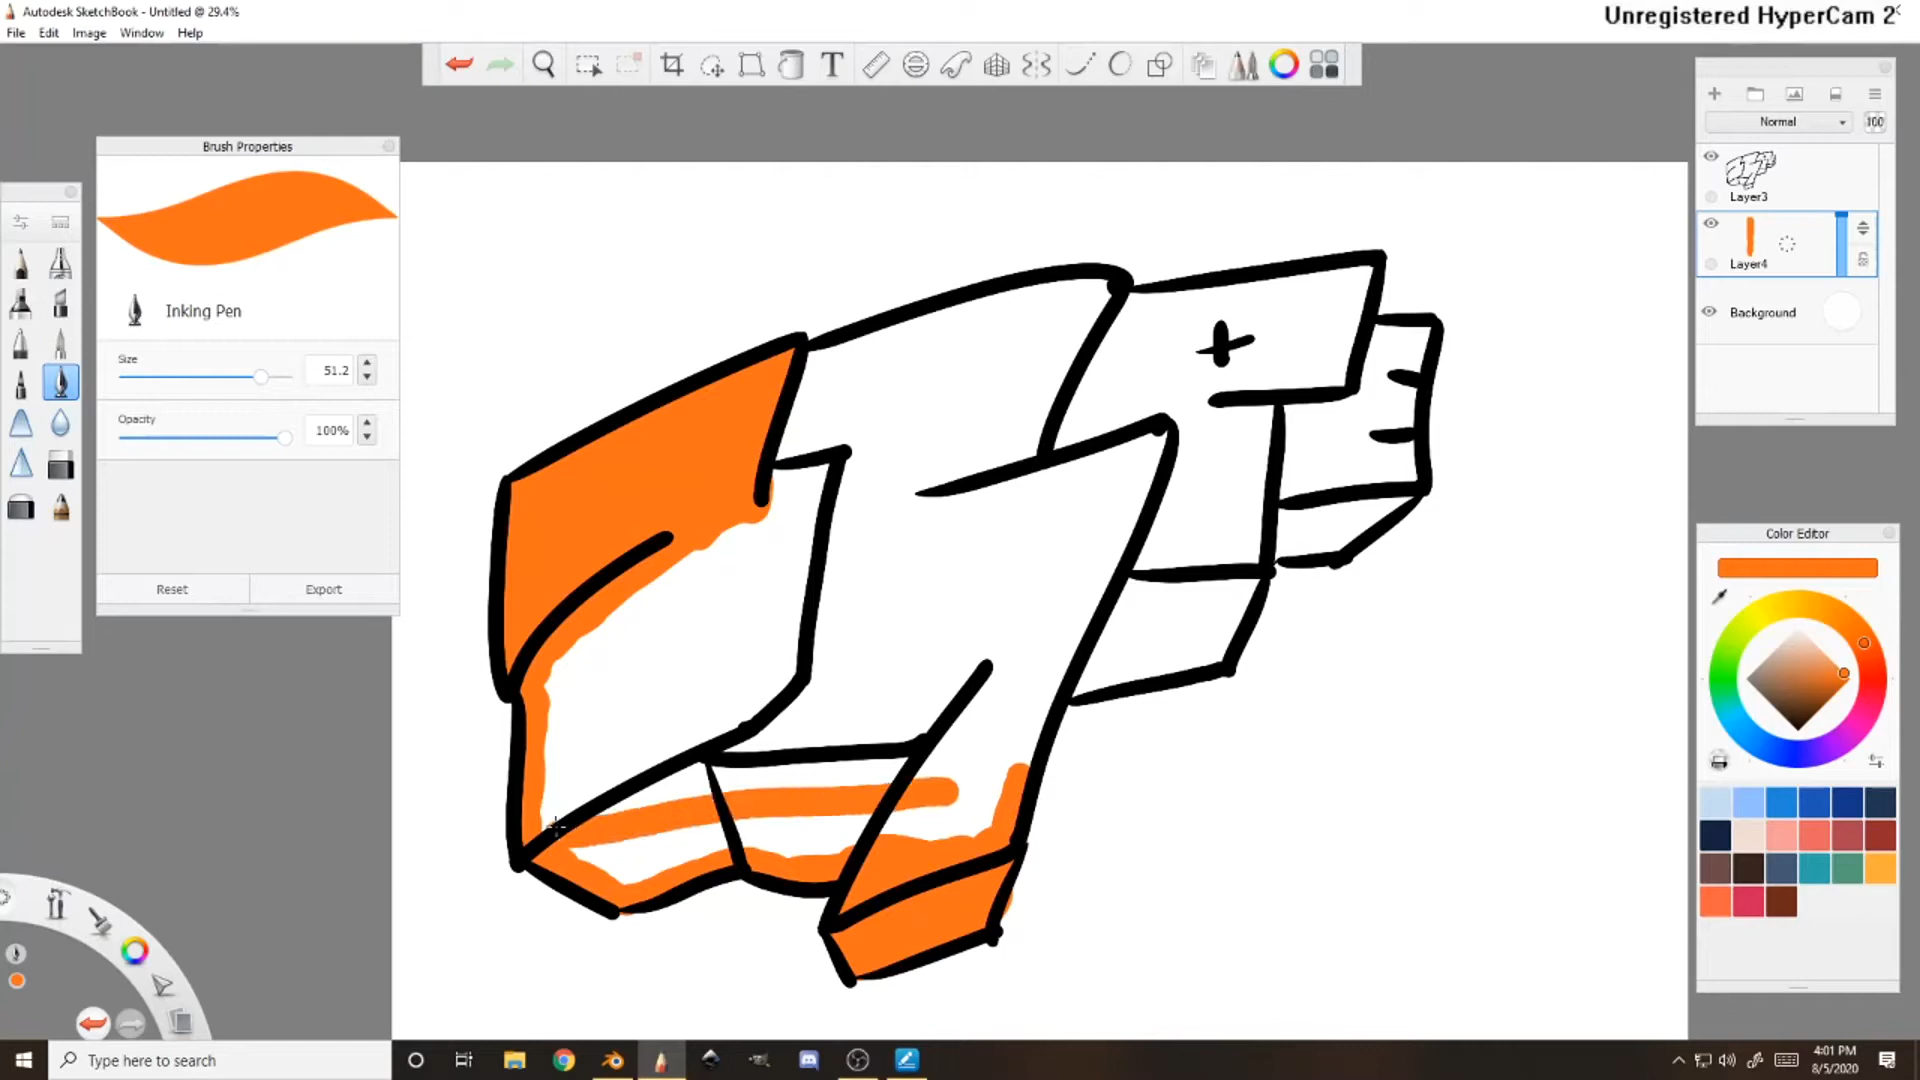 Autodesk SketchBook - Untitled @ 29.4%
Unregistered HyperCam 2
File Edit Image Window Help
T
Brush Properties
Inking Pen
Size
51.2
Opacity
100%
Reset Export
Normal 100
Layer3
Layer4
Background
Color Editor
Type here to search
4:01 PM
8/5/2020